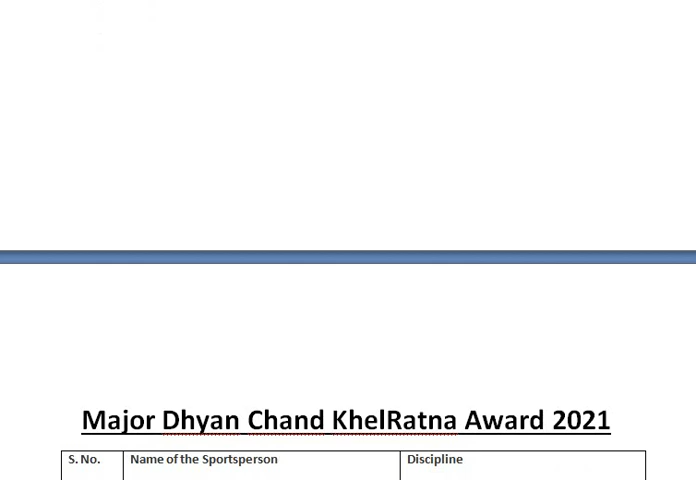 Major Dhyan Chand KhelRatna Award 2021
S. No. Name of the Sportsperson Discipline